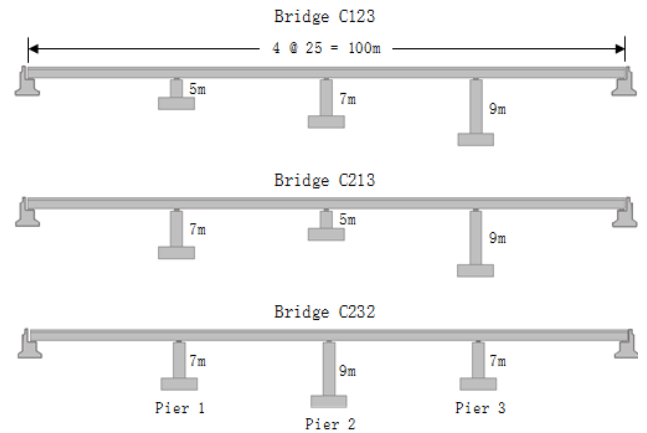 Bridge C123
4 @ 25 = 100m
5m
7m
9m
Bridge C213
7m
5m
9m
Bridge C232
7m
9m
7m
Pier 1
Pier 2
Pier 3